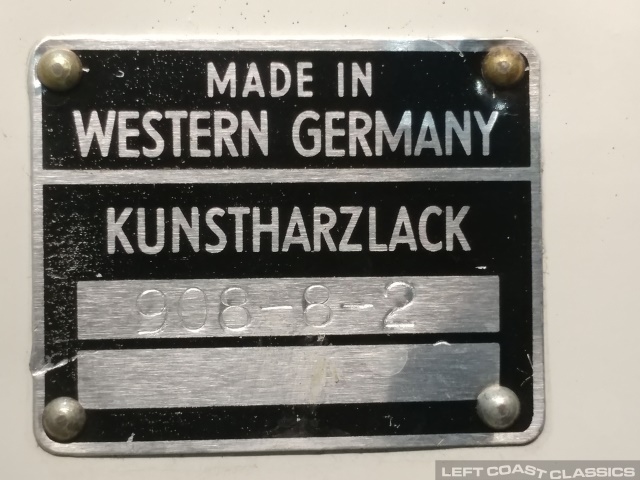 MADE IN
WESTERN GERMANY
KUNSTHARZLACK
908-8-2
LEFT COAST CLASSICS